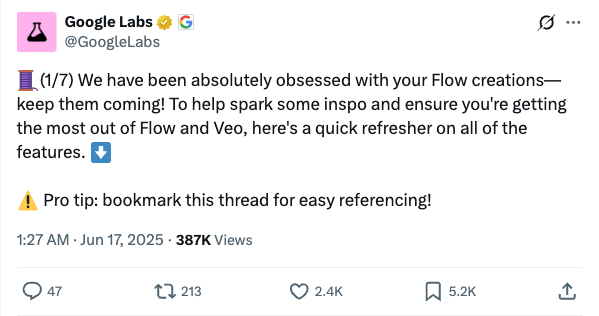 Google Labs
@GoogleLabs
🧵(1/7) We have been absolutely obsessed with your Flow creations—
keep them coming! To help spark some inspo and ensure you're getting
the most out of Flow and Veo, here's a quick refresher on all of the
features. ⬇️
⚠️ Pro tip: bookmark this thread for easy referencing!
1:27 AM · Jun 17, 2025 · 387K Views
47 213 2.4K 5.2K